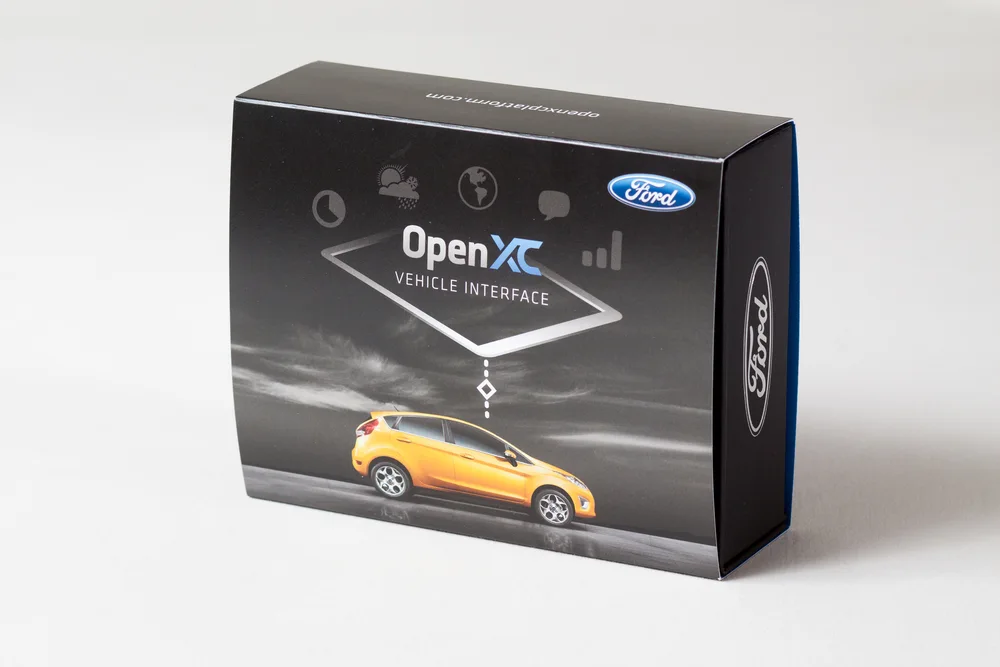 openxcplatform.com
Ford
OpenXC
VEHICLE INTERFACE
Ford